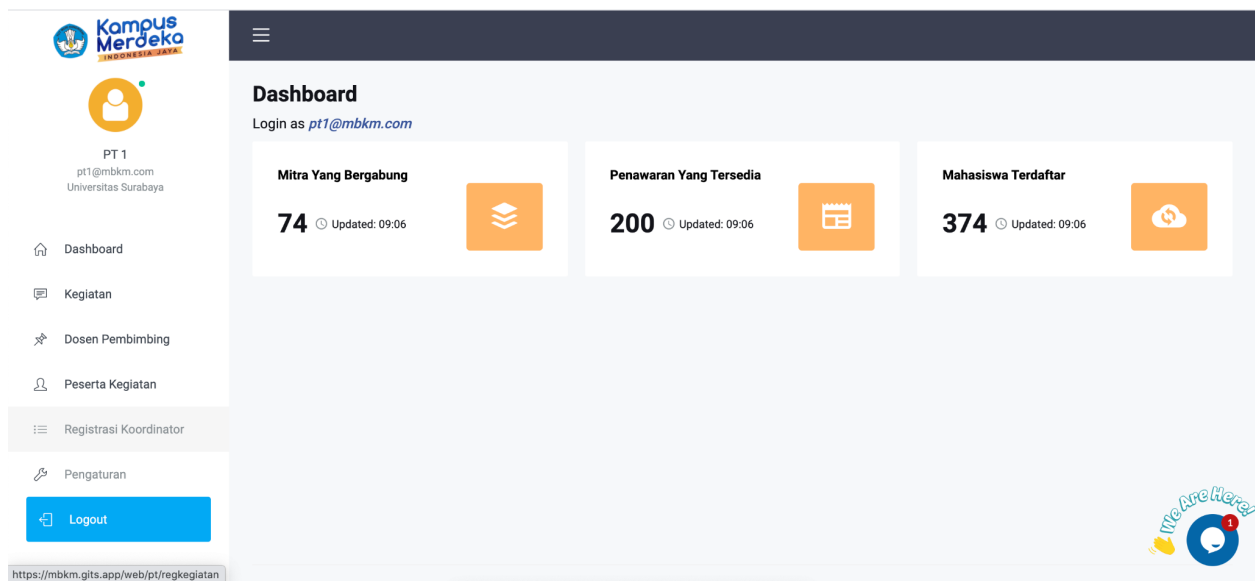 Kampus
Merdeka
INDONESIA JAYA
PT 1
pt1@mbkm.com
Universitas Surabaya
Dashboard
Kegiatan
Dosen Pembimbing
Peserta Kegiatan
Registrasi Koordinator
Pengaturan
Logout
https://mbkm.gits.app/web/pt/regkegiatan
Dashboard
Login as pt1@mbkm.com
Mitra Yang Bergabung
74 Updated: 09:06
Penawaran Yang Tersedia
200 Updated: 09:06
Mahasiswa Terdaftar
374 Updated: 09:06
We Are Here!
1